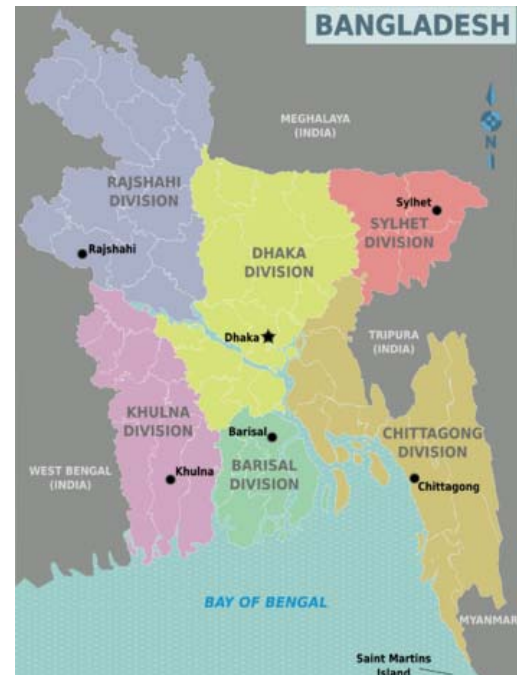 BANGLADESH
MEGHALAYA
(INDIA)
N
RAJSHAHI
DIVISION
Sylhet
SYLHET
DIVISION
Rajshahi
DHAKA
DIVISION
Dhaka
TRIPURA
(INDIA)
KHULNA
DIVISION
Barisal
CHITTAGONG
DIVISION
WEST BENGAL
(INDIA)
Khulna
BARISAL
DIVISION
Chittagong
BAY OF BENGAL
MYANMAR
Saint Martins
Island